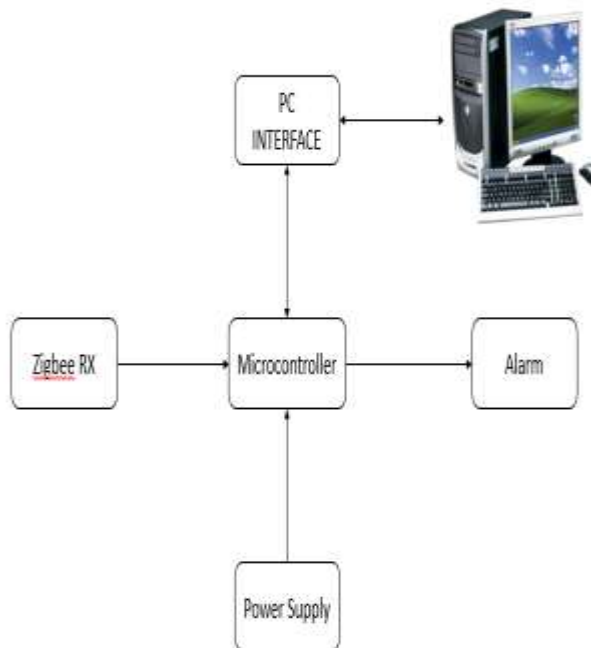 PC
INTERFACE
Zigbee RX
Microcontroller
Alarm
Power Supply